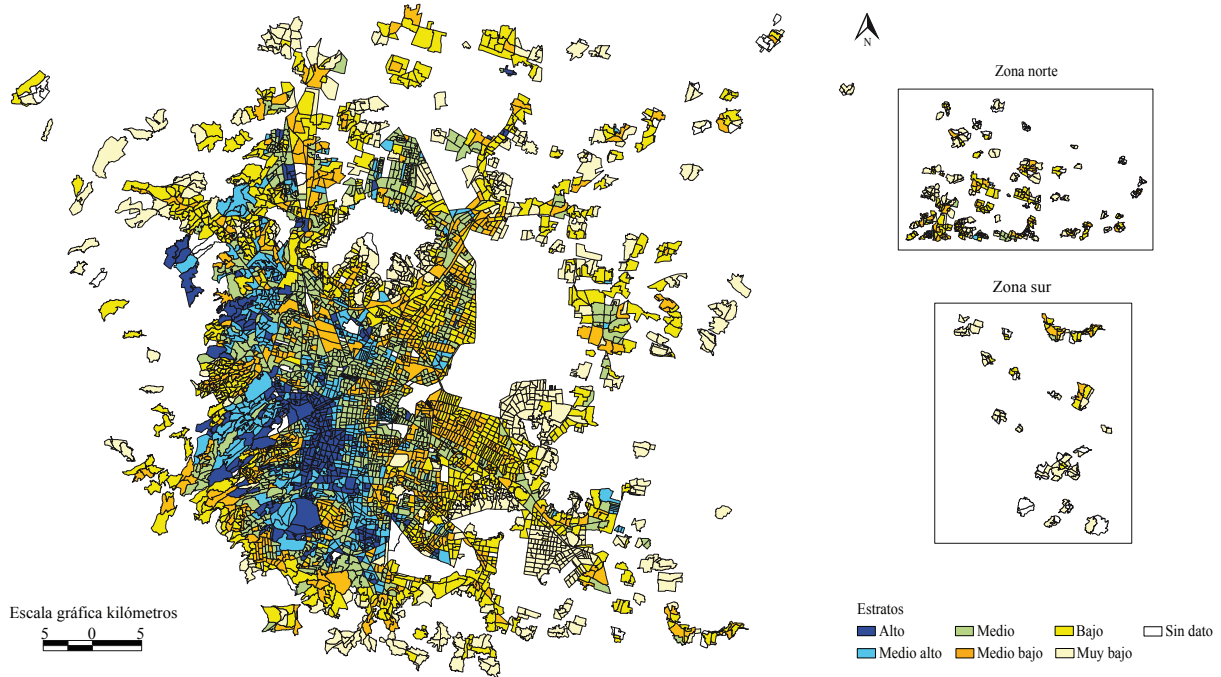 N
Zona norte
Zona sur
Escala gráfica kilómetros
5 0 5
Estratos
Alto
Medio
Bajo
Sin dato
Medio alto
Medio bajo
Muy bajo